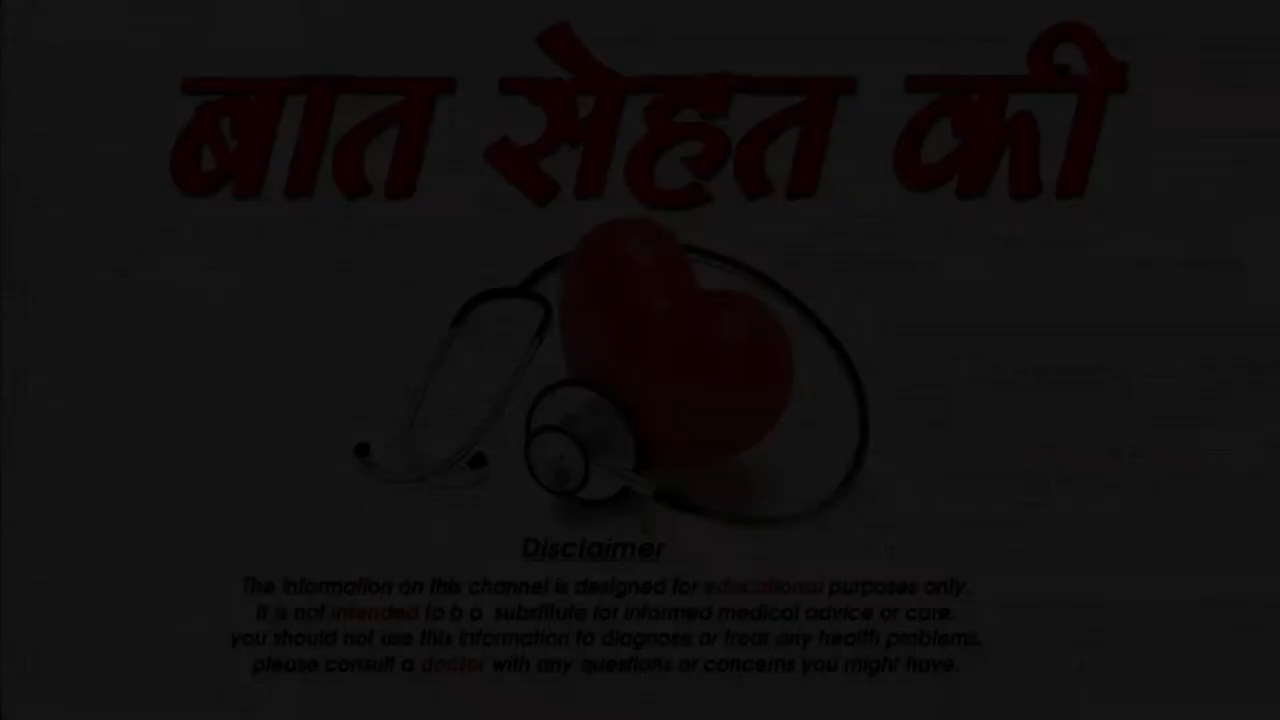 बात सेहत की
Disclaimer
The information on this channel is designed for educational purposes only.
It is not intended to b a substitute for informed medical advice or care.
you should not use this information to diagnose or treat any health problems.
please consult a doctor with any questions or concerns you might have.